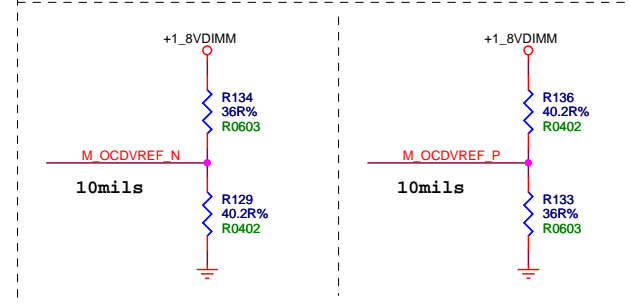 +1_8VDIMM
R134
36R%
R0603
M_OCDVREF_N
10mils
R129
40.2R%
R0402
+1_8VDIMM
R136
40.2R%
R0402
M_OCDVREF_P
10mils
R133
36R%
R0603